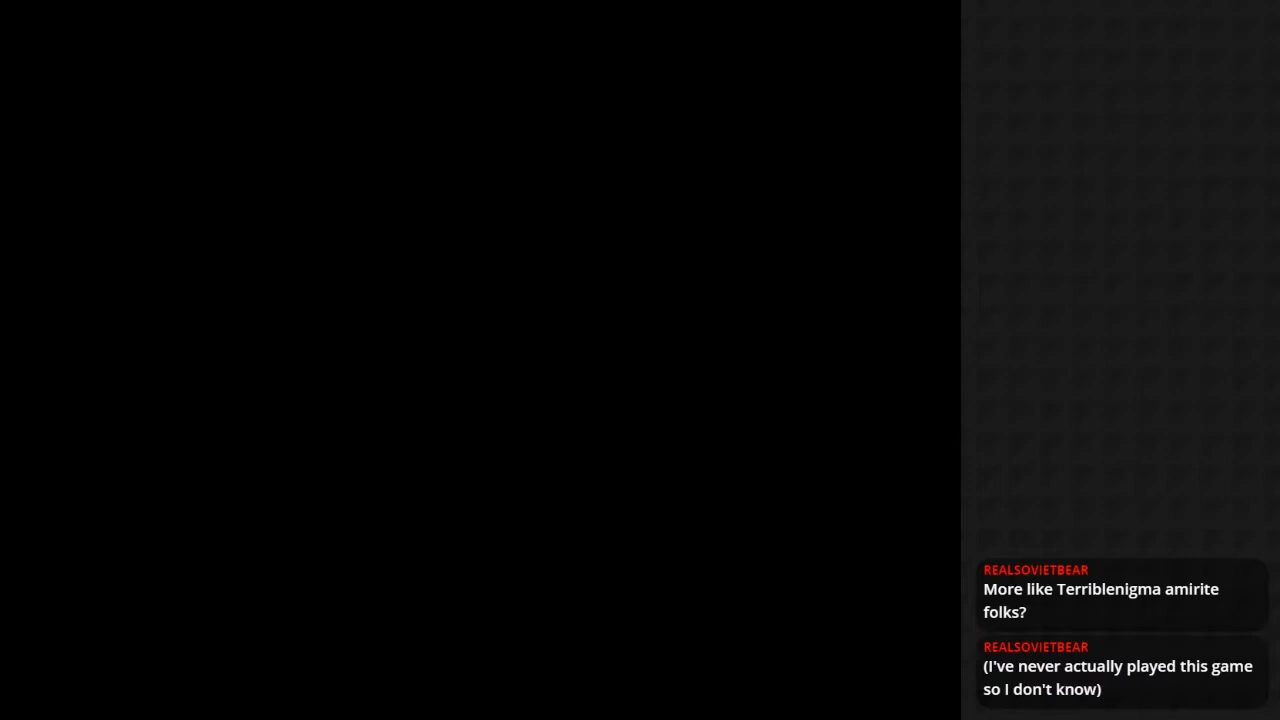 REALSOVIETBEAR
More like Terriblenigma amirite
folks?
REALSOVIETBEAR
(I've never actually played this game
so I don't know)